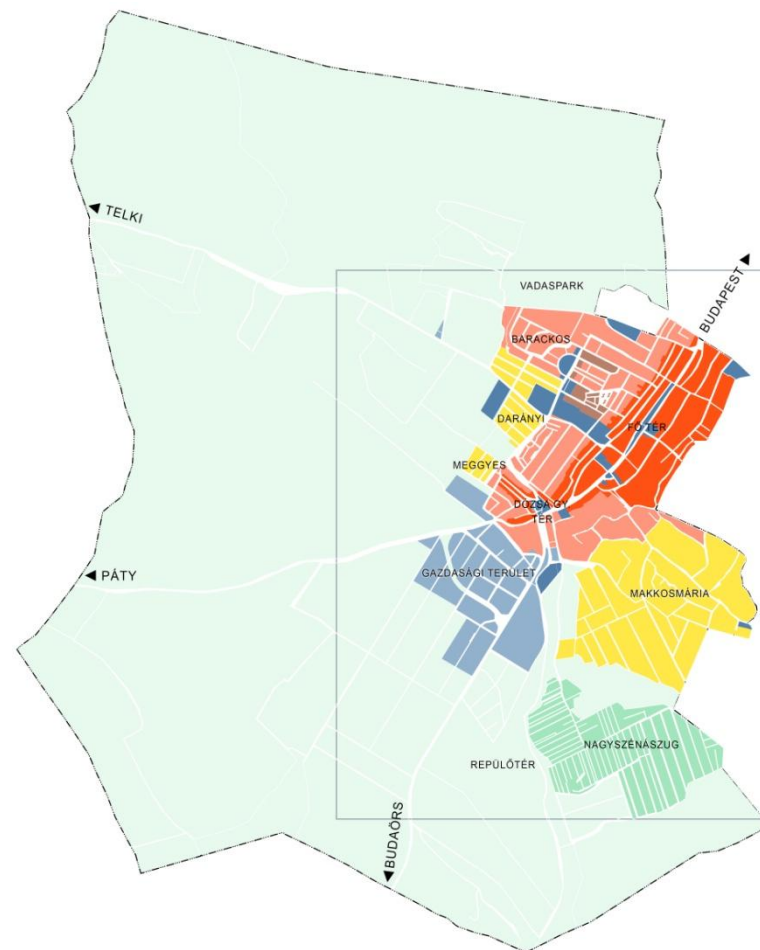 TELKI
BUDAPEST
VADASPARK
BARACKOS
DARÁNYI
FŐ TÉR
MEGGYES
DÓZSA GY.
TÉR
GAZDASÁGI TERÜLET
PÁTY
MAKKOSMÁRIA
NAGYSZÉNÁSZUG
REPÜLŐTÉR
BUDAÖRS